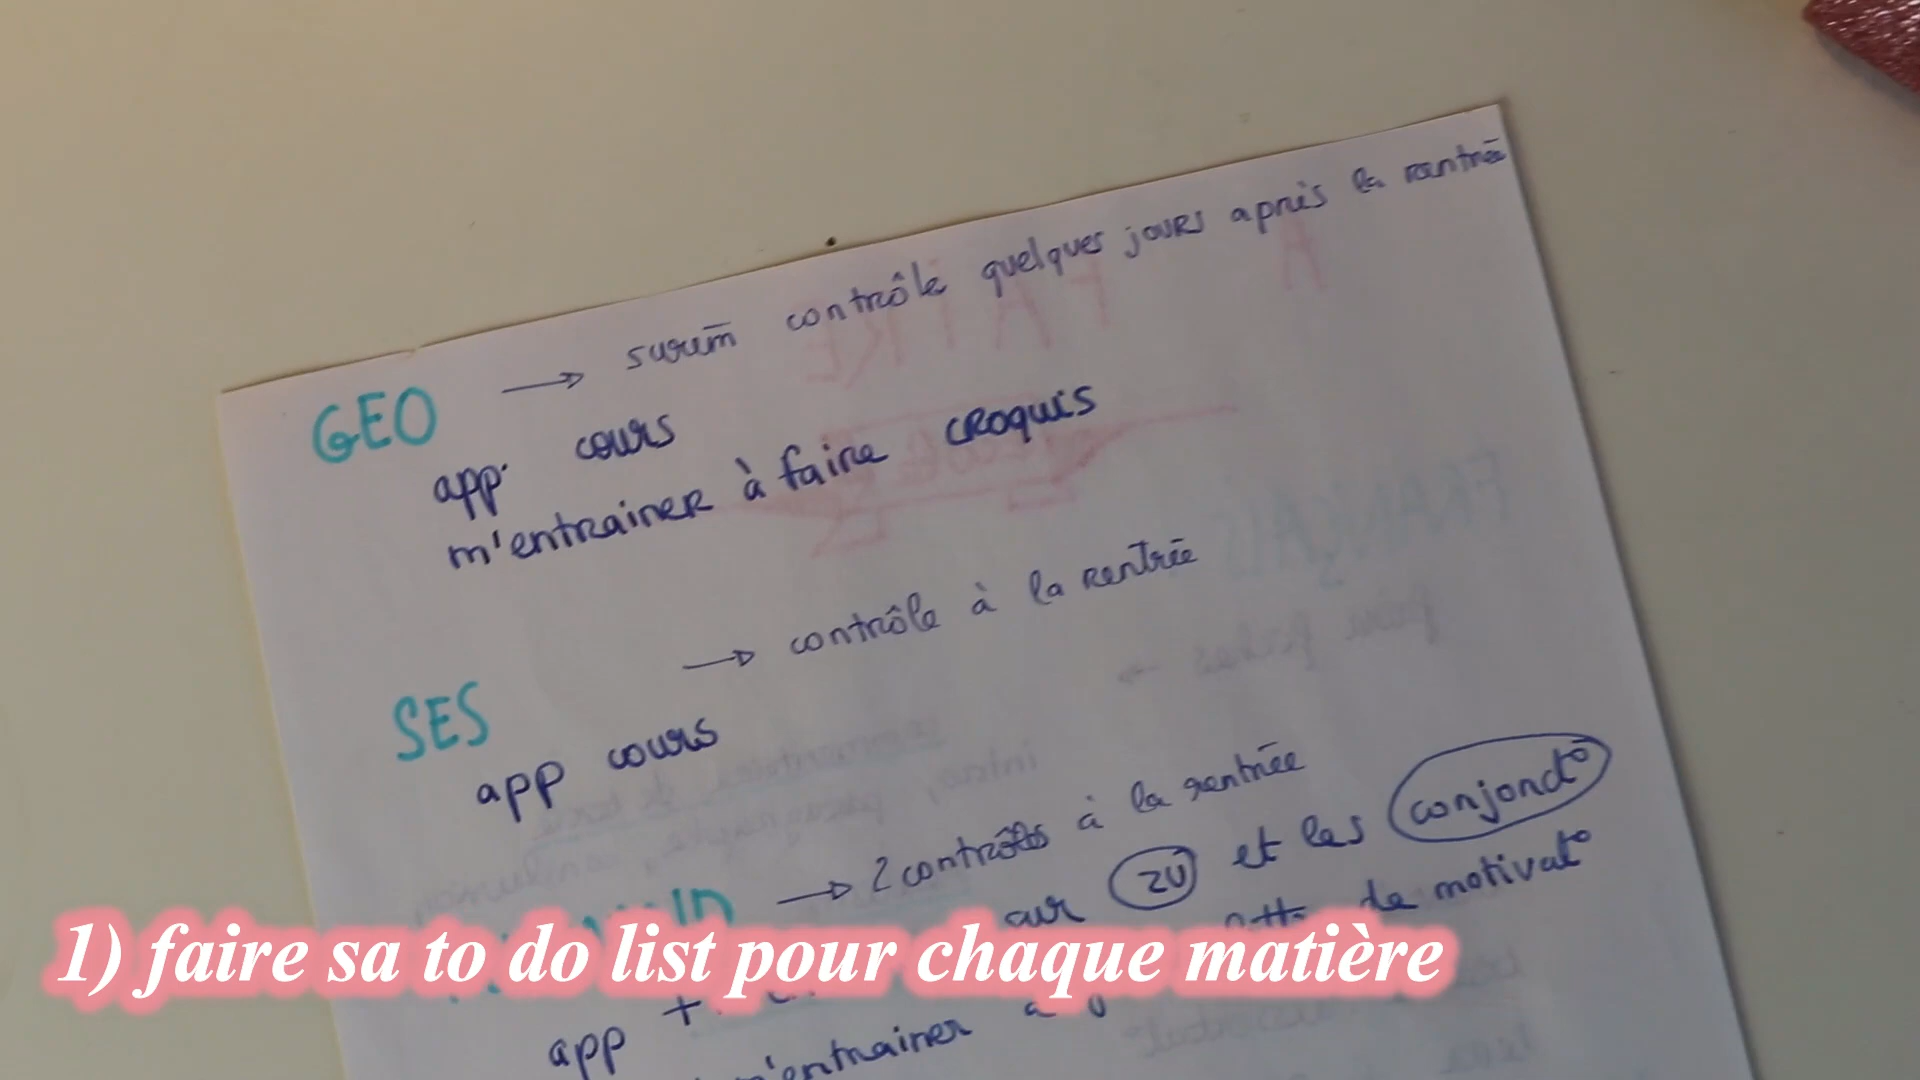 GEO → surēm contrôle quelques jours après la rentrée
app. cours
m'entrainer à faire croquis
SES → contrôle à la rentrée
app cours
→ 2 contrôles à la rentrée
sur ZU et les conjonct°
de motivat°
1) faire sa to do list pour chaque matière
app +
m'entrainer